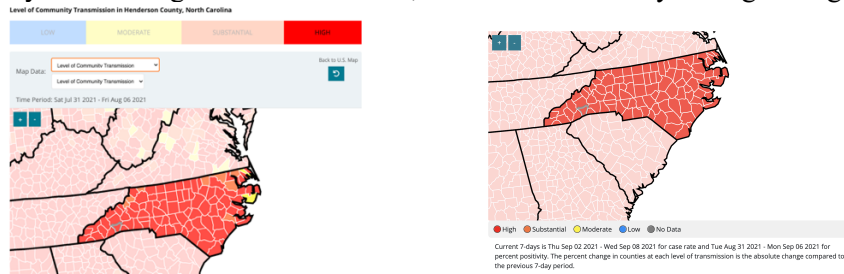 Level of Community Transmission in Henderson County, North Carolina
LOW MODERATE SUBSTANTIAL HIGH
Back to U.S. Map
Map Data: Level of Community Transmission
Level of Community Transmission
Time Period: Sat Jul 31 2021 - Fri Aug 06 2021
+ -
+ -
High Substantial Moderate Low No Data
Current 7-days is Thu Sep 02 2021 - Wed Sep 08 2021 for case rate and Tue Aug 31 2021 - Mon Sep 06 2021 for
percent positivity. The percent change in counties at each level of transmission is the absolute change compared to
the previous 7-day period.